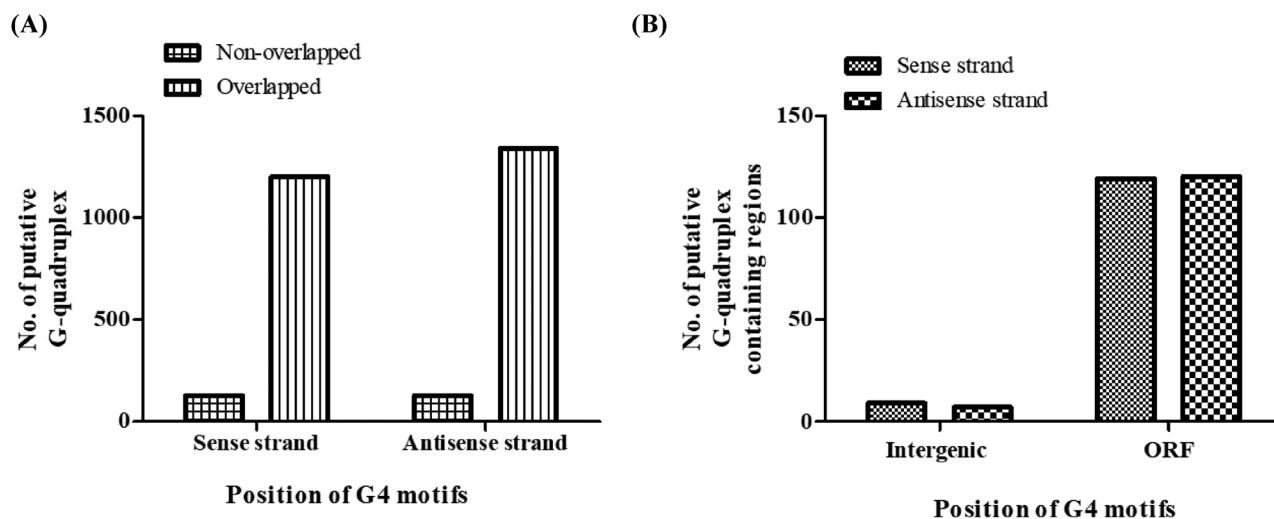 (A)
Non-overlapped
Overlapped
No. of putative
G-quadruplex
1500
1000
500
0
Sense strand
Antisense strand
Position of G4 motifs
(B)
Sense strand
Antisense strand
No. of putative
G-quadruplex
containing regions
150
100
50
0
Intergenic
ORF
Position of G4 motifs